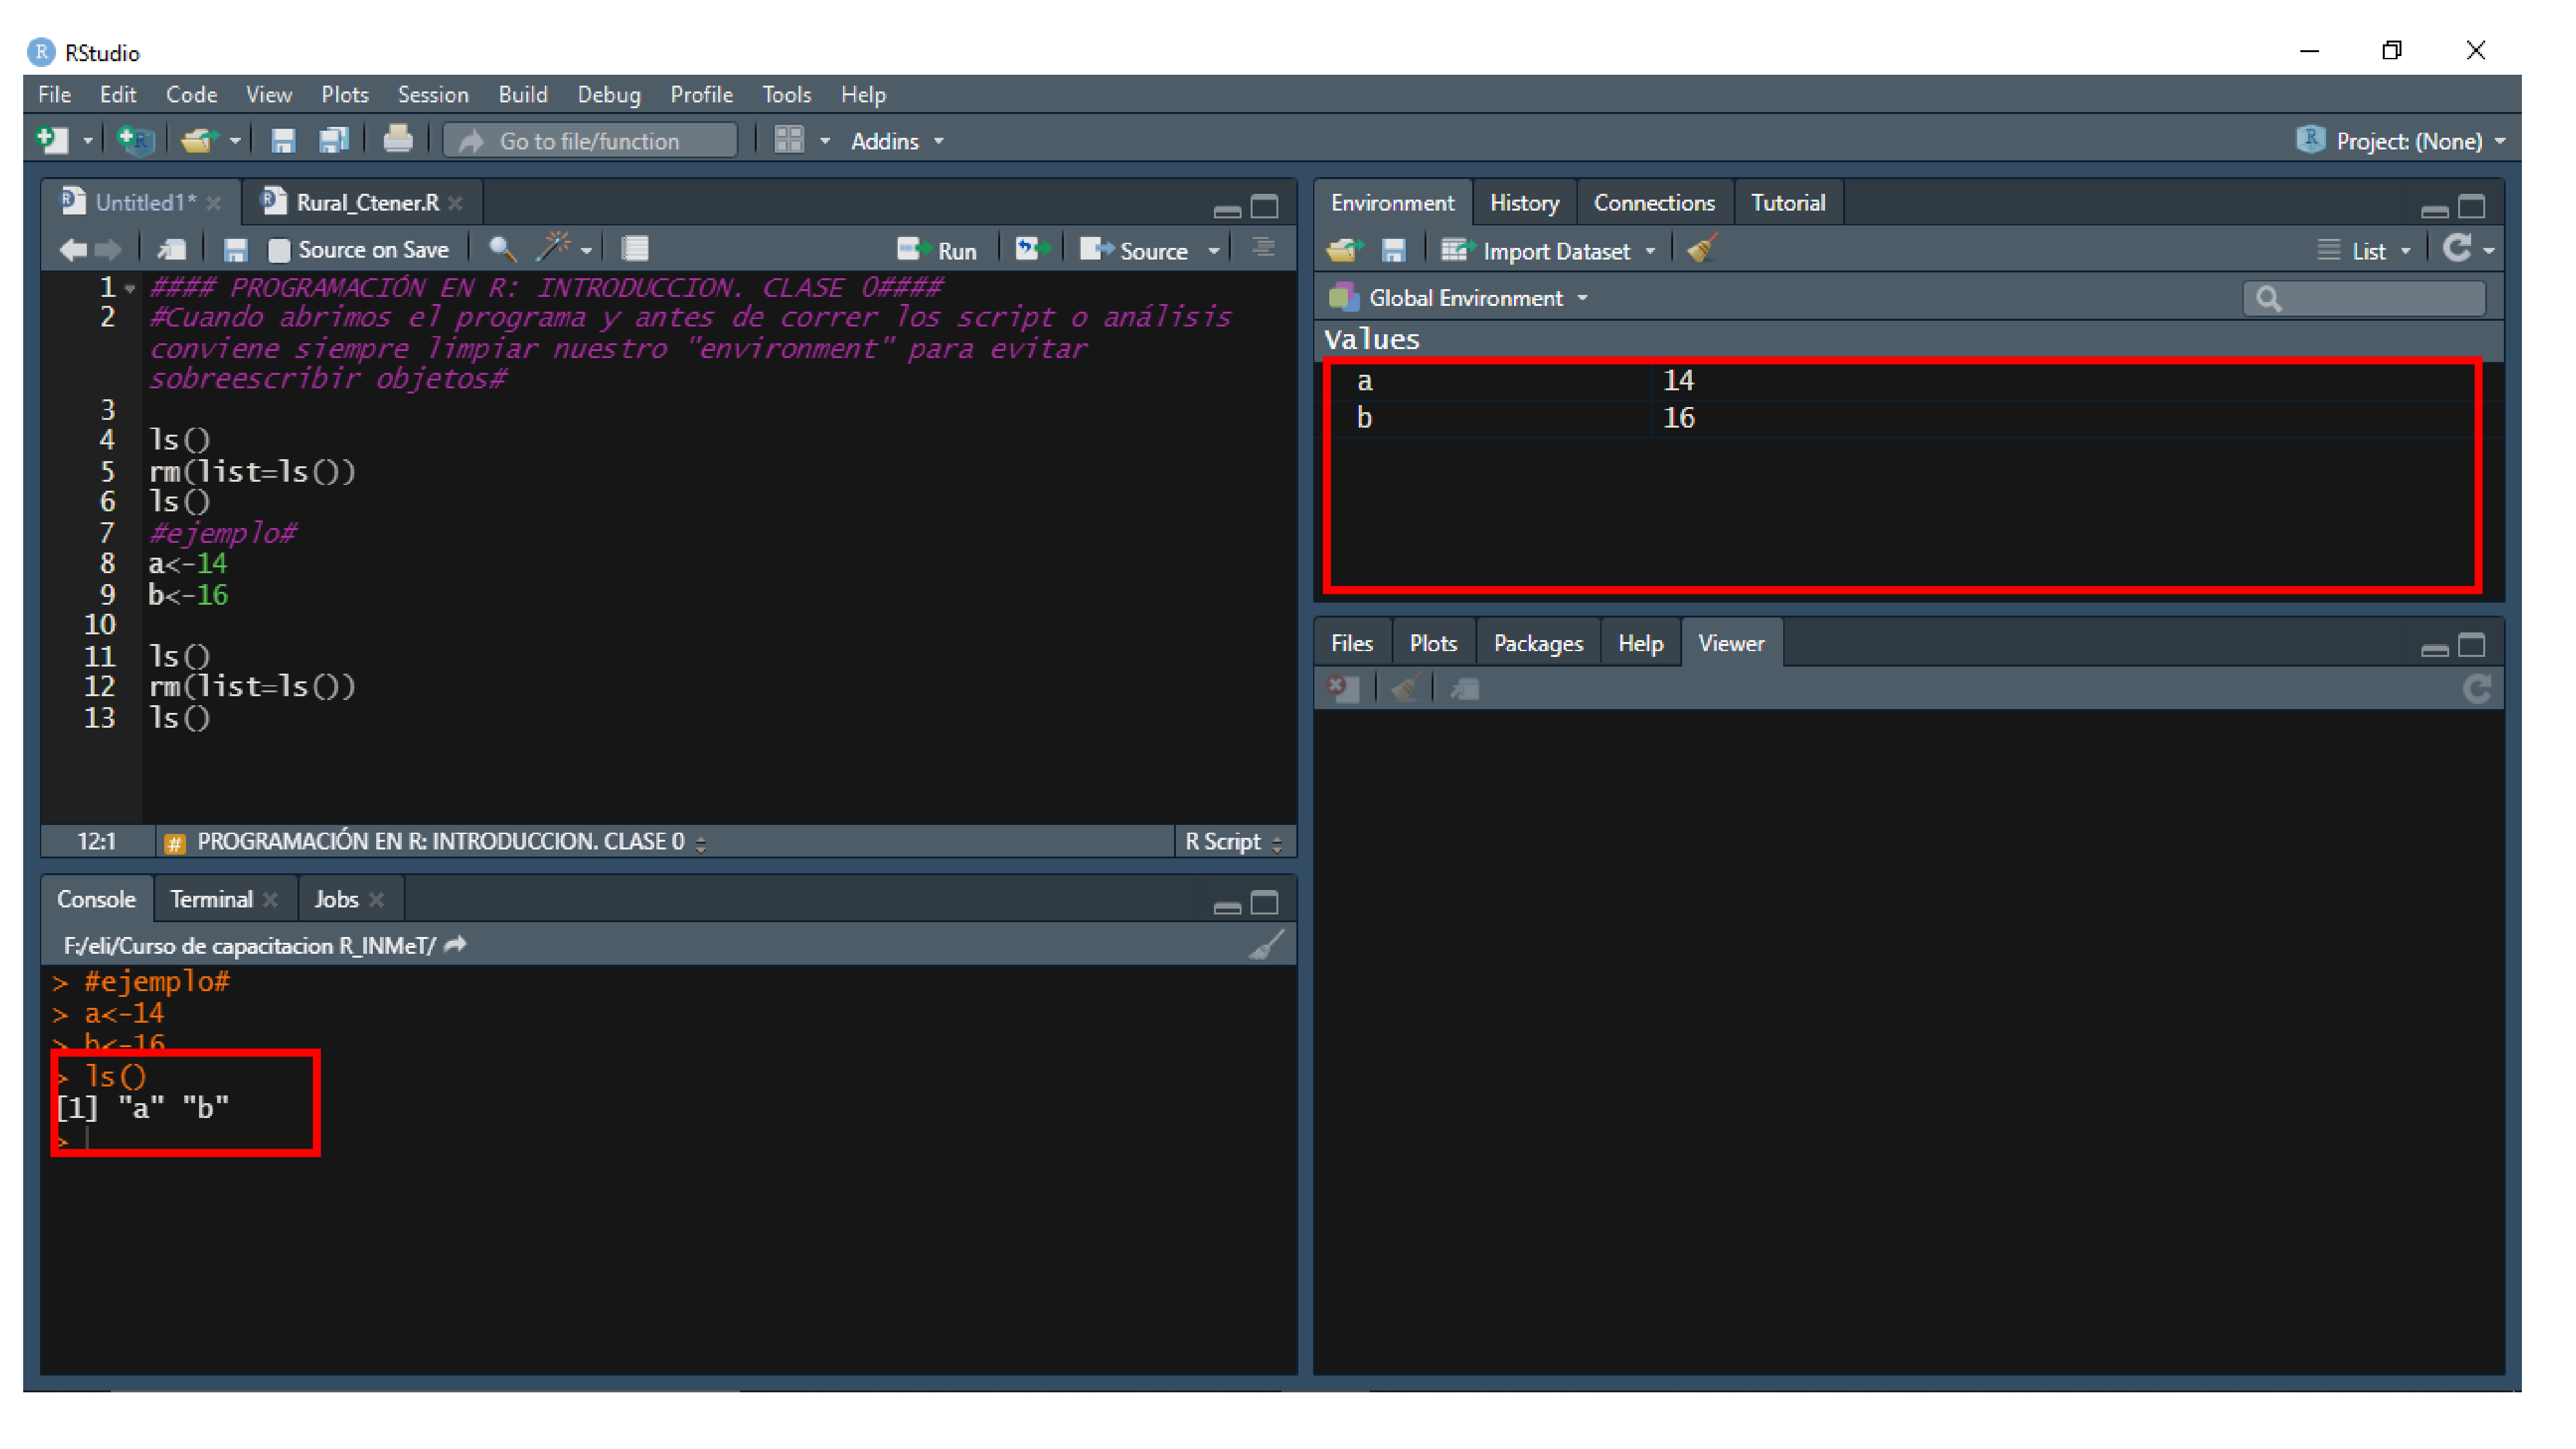 RStudio
File Edit Code View Plots Session Build Debug Profile Tools Help
Go to file/function Addins Project: (None)
Untitled1* Rural_Ctener.R
Source on Save Run Source
1 #### PROGRAMACIÓN EN R: INTRODUCCION. CLASE 0####
2 #Cuando abrimos el programa y antes de correr los script o análisis
conviene siempre limpiar nuestro "environment" para evitar
sobreescribir objetos#
3
4 ls()
5 rm(list=ls())
6 ls()
7 #ejemplo#
8 a<-14
9 b<-16
10
11 ls()
12 rm(list=ls())
13 ls()
12:1 # PROGRAMACIÓN EN R: INTRODUCCION. CLASE 0 R Script
Console Terminal Jobs
F:/eli/Curso de capacitacion R_INMeT/
> #ejemplo#
> a<-14
> b<-16
> ls()
[1] "a" "b"
>
Environment History Connections Tutorial
Import Dataset List
Global Environment
Values
a 14
b 16
Files Plots Packages Help Viewer